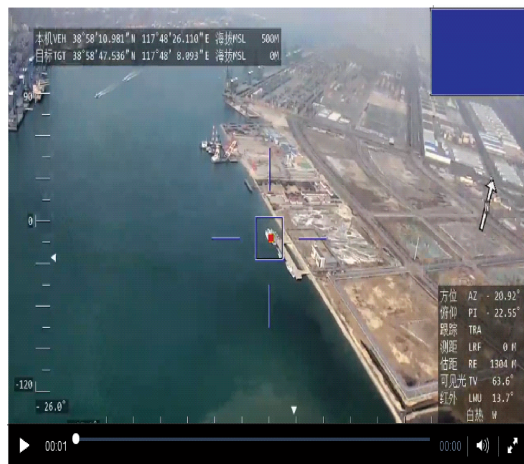 本机VEH 38°58'10.981"N 117°48'26.110"E 海拔MSL 500M
目标TGT 38°58'47.536"N 117°48' 8.093"E 海拔MSL 0M
90
0
-120
- 26.0°
方位 AZ - 20.92°
俯仰 PI - 22.55°
跟踪 TRA
测距 LRF 0 M
估距 RE 1304 M
可见光TV 63.6°
红外 LWU 13.7°
白热 W
00:01
00:00